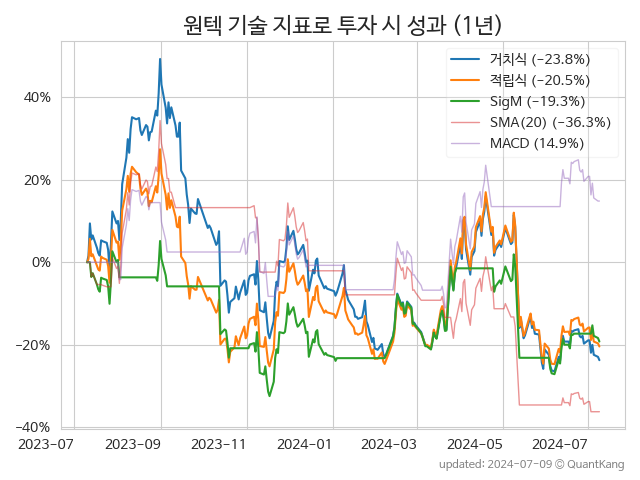 원텍 기술 지표로 투자 시 성과 (1년)
거치식 (−23.8%)
적립식 (−20.5%)
SigM (−19.3%)
SMA(20) (−36.3%)
MACD (14.9%)
40%
20%
0%
−20%
−40%
2023-07 2023-09 2023-11 2024-01 2024-03 2024-05 2024-07
updated: 2024-07-09 ⓒ QuantKang